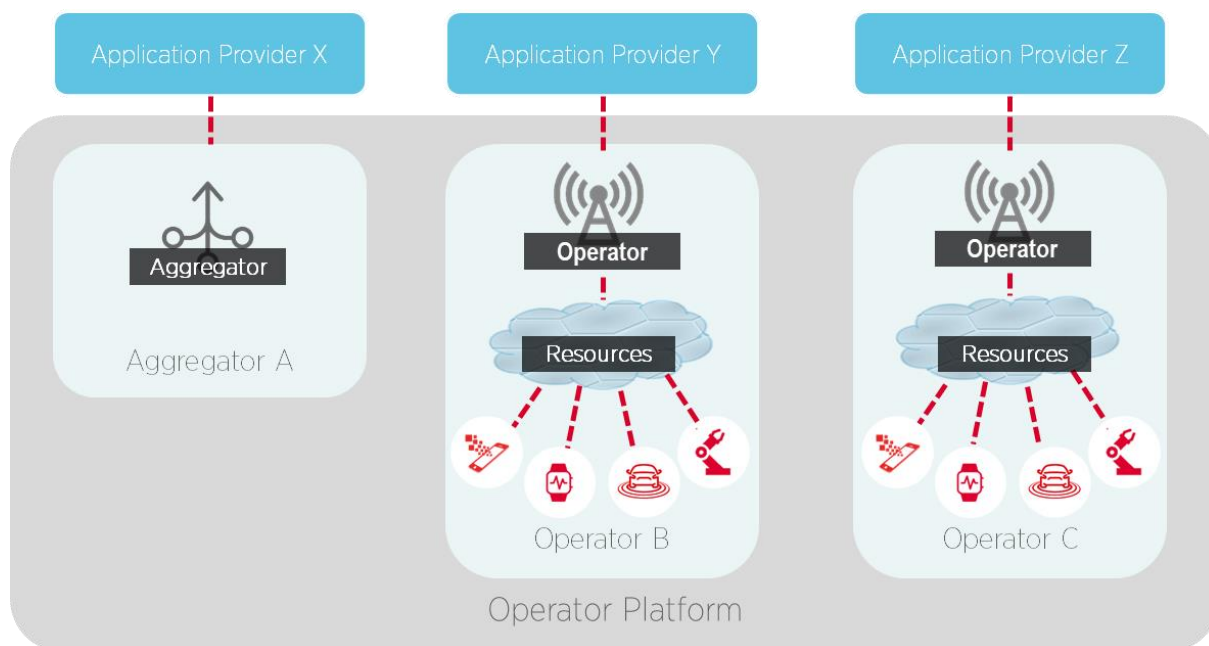 Application Provider X
Application Provider Y
Application Provider Z
Aggregator
Aggregator A
Operator
Resources
Operator B
Operator
Resources
Operator C
Operator Platform